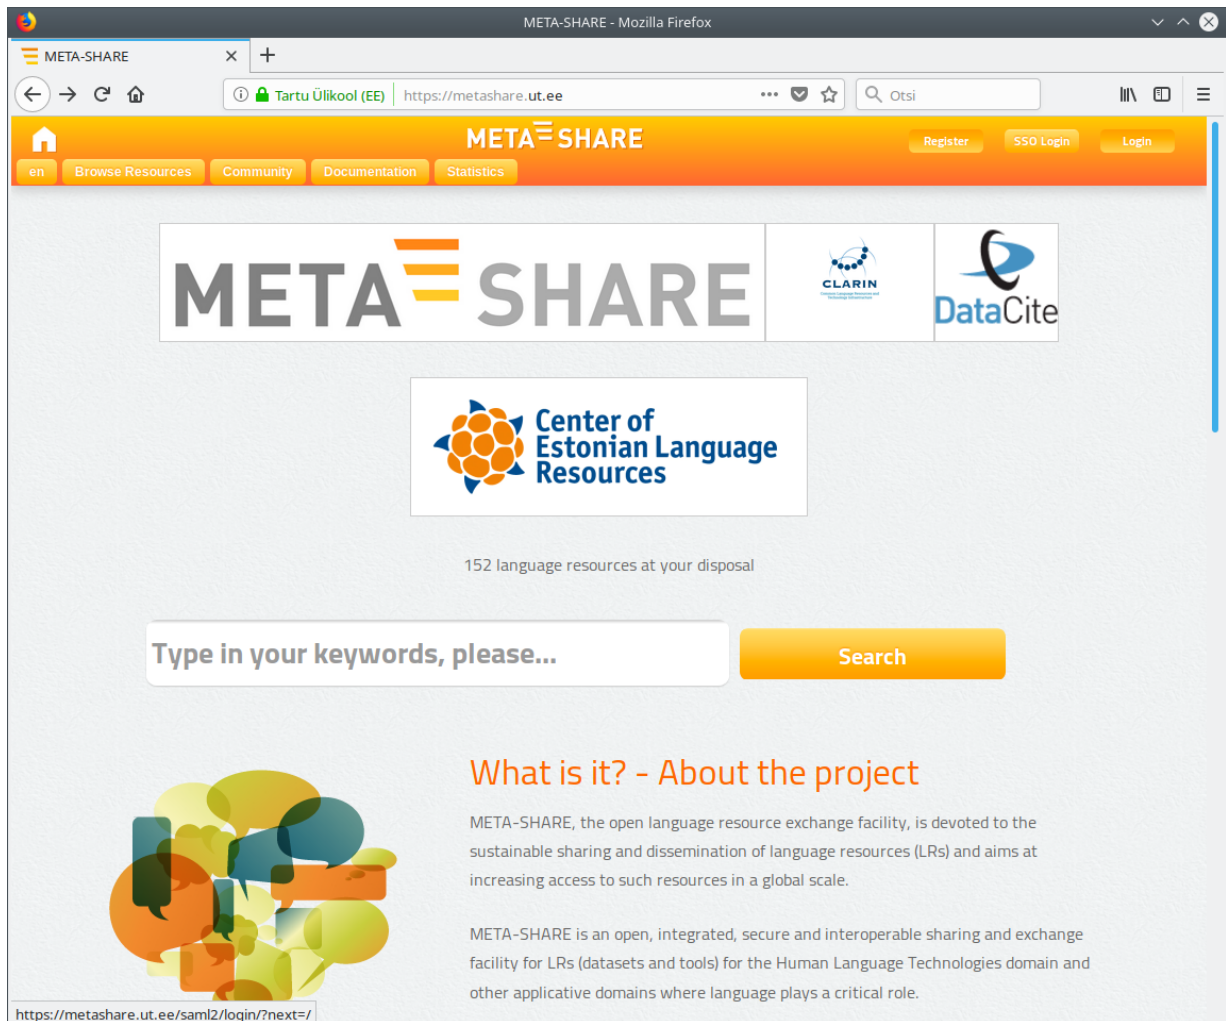 META-SHARE - Mozilla Firefox
META-SHARE
Tartu Ülikool (EE)
https://metashare.ut.ee
Otsi
META SHARE
Register
SSO Login
Login
en
Browse Resources
Community
Documentation
Statistics
META SHARE
CLARIN
DataCite
Center of
Estonian Language
Resources
152 language resources at your disposal
Type in your keywords, please...
Search
What is it? - About the project
META-SHARE, the open language resource exchange facility, is devoted to the
sustainable sharing and dissemination of language resources (LRs) and aims at
increasing access to such resources in a global scale.
META-SHARE is an open, integrated, secure and interoperable sharing and exchange
facility for LRs (datasets and tools) for the Human Language Technologies domain and
other applicative domains where language plays a critical role.
https://metashare.ut.ee/saml2/login/?next=/